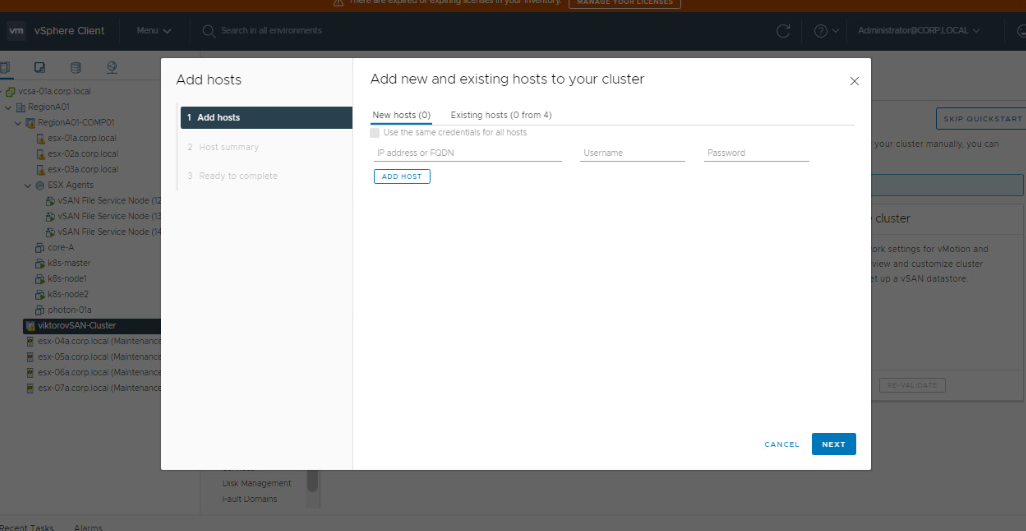 There are expired or expiring licenses in your inventory. MANAGE YOUR LICENSES
vm vSphere Client Menu Search in all environments Administrator@CORP.LOCAL
vcsa-01a.corp.local
RegionA01
RegionA01-COMP01
esx-01a.corp.local
esx-02a.corp.local
esx-03a.corp.local
ESX Agents
vSAN File Service Node (12
vSAN File Service Node (13
vSAN File Service Node (14
core-A
k8s-master
k8s-node1
k8s-node2
photon-01a
viktorovSAN-Cluster
esx-04a.corp.local (Maintenance
esx-05a.corp.local (Maintenance
esx-06a.corp.local (Maintenance
esx-07a.corp.local (Maintenance
Add hosts
1 Add hosts
2 Host summary
3 Ready to complete
Add new and existing hosts to your cluster
New hosts (0) Existing hosts (0 from 4)
Use the same credentials for all hosts
IP address or FQDN Username Password
ADD HOST
CANCEL NEXT
SKIP QUICKSTART
your cluster manually, you can
cluster
work settings for vMotion and
view and customize cluster
et up a vSAN datastore.
RE-VALIDATE
Disk Management
Fault Domains
Recent Tasks Alarms